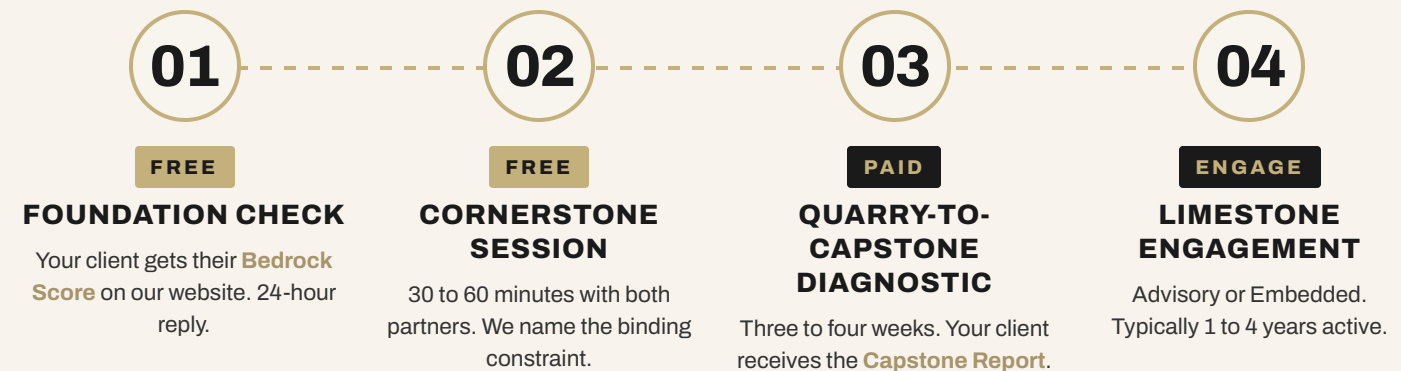 01
FREE
FOUNDATION CHECK
Your client gets their Bedrock
Score on our website. 24-hour
reply.
02
FREE
CORNERSTONE
SESSION
30 to 60 minutes with both
partners. We name the binding
constraint.
03
PAID
QUARRY-TO-
CAPSTONE
DIAGNOSTIC
Three to four weeks. Your client
receives the Capstone Report.
04
ENGAGE
LIMESTONE
ENGAGEMENT
Advisory or Embedded.
Typically 1 to 4 years active.